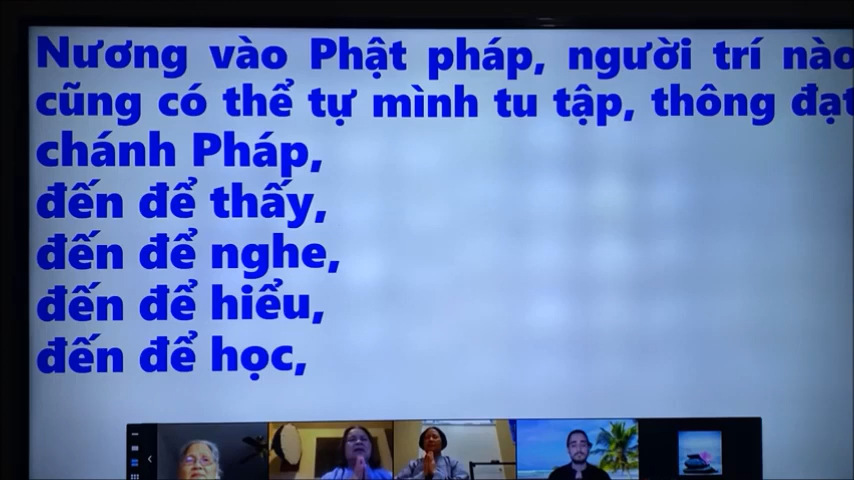 Nương vào Phật pháp, người trí nào
cũng có thể tự mình tu tập, thông đạt
chánh Pháp,
đến để thấy,
đến để nghe,
đến để hiểu,
đến để học,